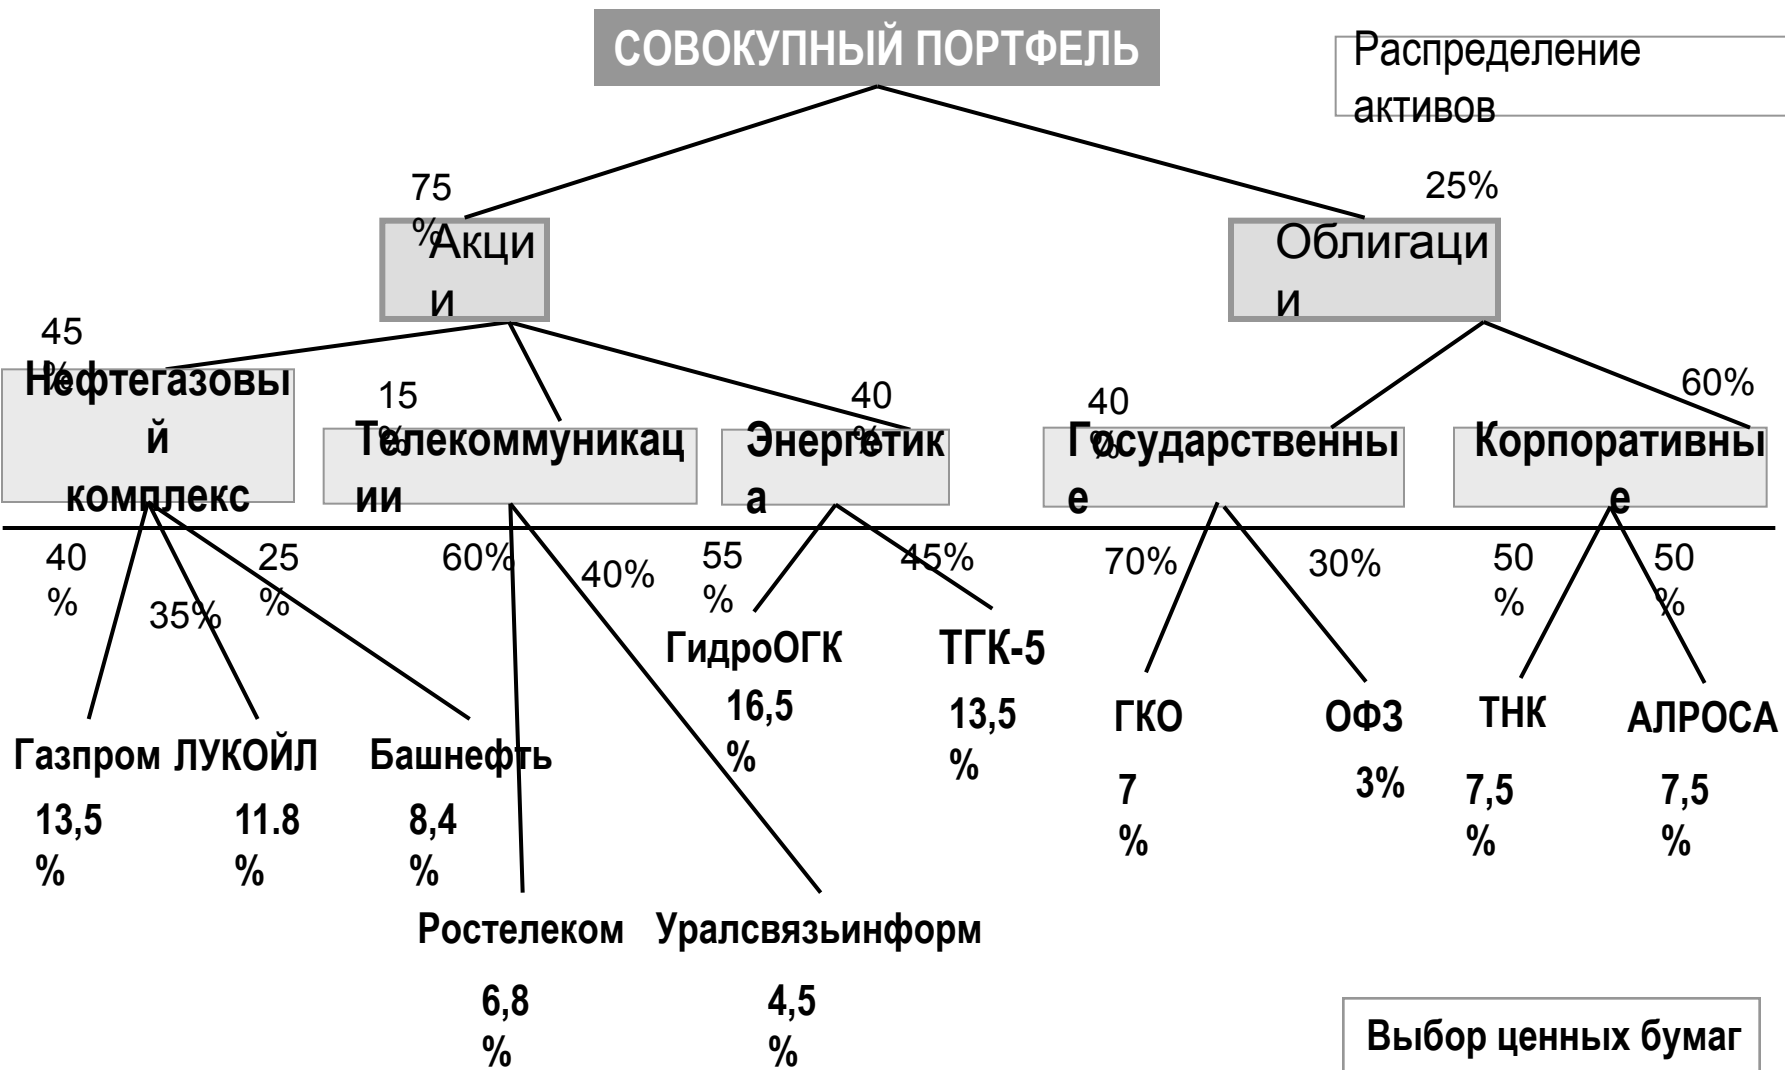 СОВОКУПНЫЙ ПОРТФЕЛЬ
Распределение
активов
75
%
25%
Акци
и
Облигаци
и
45
%
Нефтегазовы
й
комплекс
15
%
Телекоммуникац
ии
40
%
Энергетик
а
40
%
Государственны
е
60%
Корпоративны
е
40
%
35%
25
%
60%
40%
55
%
45%
70%
30%
50
%
50
%
ГидроОГК
16,5
%
ТГК-5
13,5
%
ГКО
7
%
ОФЗ
3%
ТНК
7,5
%
АЛРОСА
7,5
%
Газпром
13,5
%
ЛУКОЙЛ
11.8
%
Башнефть
8,4
%
Ростелеком
6,8
%
Уралсвязьинформ
4,5
%
Выбор ценных бумаг